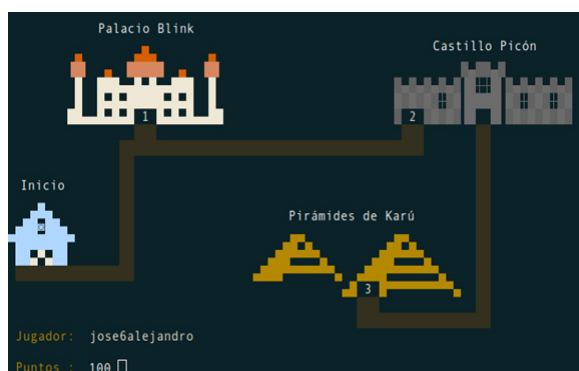 Palacio Blink
Castillo Picón
1
2
Inicio
Pirámides de Karú
3
Jugador: jose6alejandro
Puntos : 100